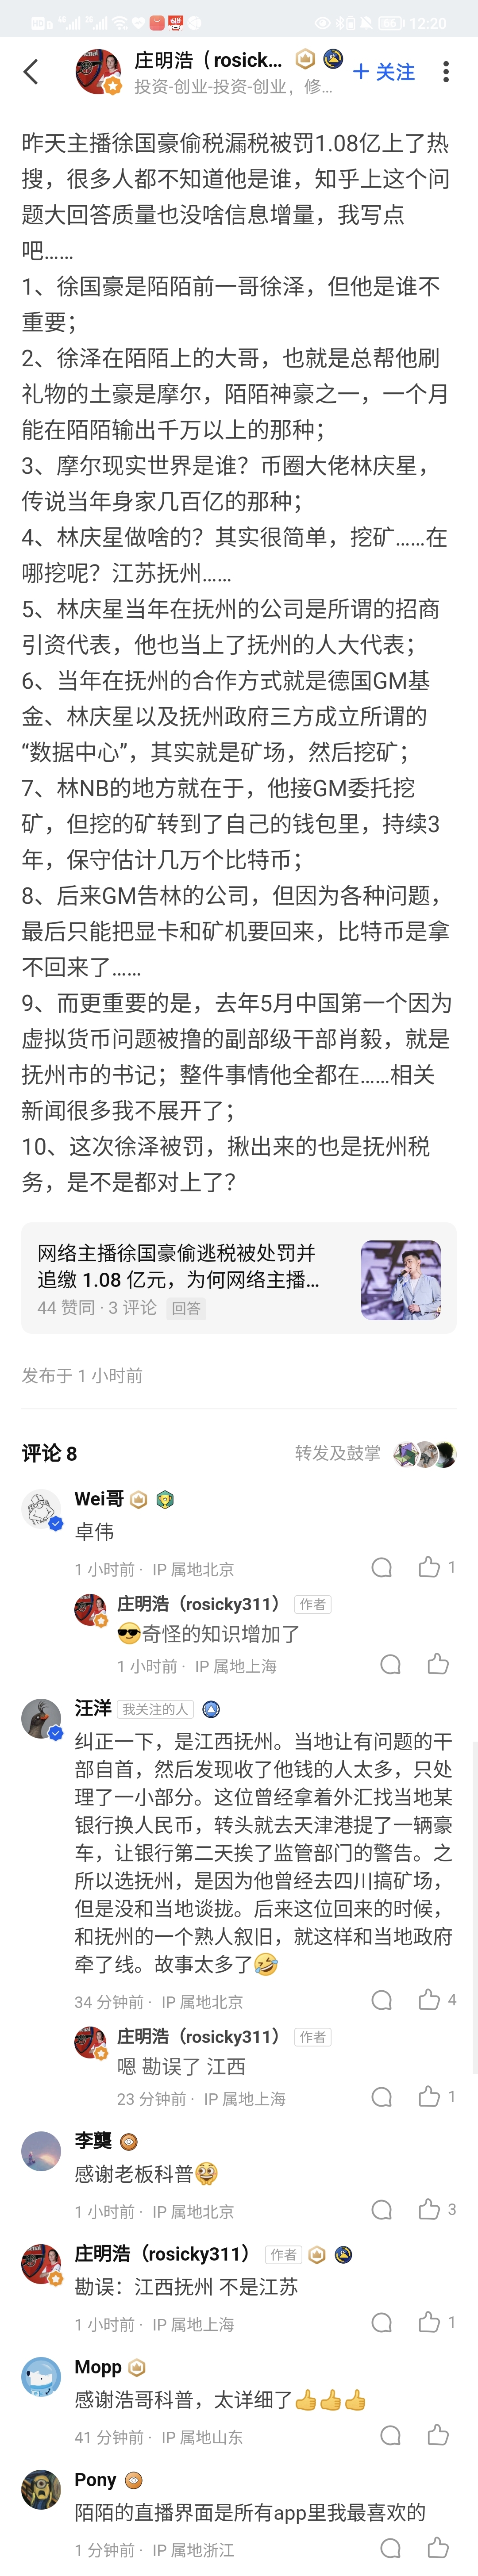 12:20
庄明浩（rosick...
+ 关注
投资-创业-投资-创业，修...
昨天主播徐国豪偷税漏税被罚1.08亿上了热
搜，很多人都不知道他是谁，知乎上这个问
题大回答质量也没啥信息增量，我写点
吧......
1、徐国豪是陌陌前一哥徐泽，但他是谁不
重要；
2、徐泽在陌陌上的大哥，也就是总帮他刷
礼物的土豪是摩尔，陌陌神豪之一，一个月
能在陌陌输出千万以上的那种；
3、摩尔现实世界是谁？币圈大佬林庆星，
传说当年身家几百亿的那种；
4、林庆星做啥的？其实很简单，挖矿......在
哪挖呢？江苏抚州......
5、林庆星当年在抚州的公司是所谓的招商
引资代表，他也当上了抚州的人大代表；
6、当年在抚州的合作方式就是德国GM基
金、林庆星以及抚州政府三方成立所谓的
“数据中心”，其实就是矿场，然后挖矿；
7、林NB的地方就在于，他接GM委托挖
矿，但挖的矿转到了自己的钱包里，持续3
年，保守估计几万个比特币；
8、后来GM告林的公司，但因为各种问题，
最后只能把显卡和矿机要回来，比特币是拿
不回来了......
9、而更重要的是，去年5月中国第一个因为
虚拟货币问题被撸的副部级干部肖毅，就是
抚州市的书记；整件事情他全都在......相关
新闻很多我不展开了；
10、这次徐泽被罚，揪出来的也是抚州税
务，是不是都对上了？
网络主播徐国豪偷逃税被处罚并
追缴 1.08 亿元，为何网络主播...
44 赞同 · 3 评论 回答
发布于 1 小时前
评论 8
转发及鼓掌
Wei哥
卓伟
1 小时前 · IP 属地北京
1
庄明浩（rosicky311） 作者
😎奇怪的知识增加了
1 小时前 · IP 属地上海
汪洋 我关注的人
纠正一下，是江西抚州。当地让有问题的干
部自首，然后发现收了他钱的人太多，只处
理了一小部分。这位曾经拿着外汇找当地某
银行换人民币，转头就去天津港提了一辆豪
车，让银行第二天挨了监管部门的警告。之
所以选抚州，是因为他曾经去四川搞矿场，
但是没和当地谈拢。后来这位回来的时候，
和抚州的一个熟人叙旧，就这样和当地政府
牵了线。故事太多了🤣
34 分钟前 · IP 属地北京
4
庄明浩（rosicky311） 作者
嗯 勘误了 江西
23 分钟前 · IP 属地上海
1
李龑
感谢老板科普
1 小时前 · IP 属地北京
3
庄明浩（rosicky311） 作者
勘误：江西抚州 不是江苏
1 小时前 · IP 属地上海
1
Mopp
感谢浩哥科普，太详细了👍👍👍
41 分钟前 · IP 属地山东
Pony
陌陌的直播界面是所有app里我最喜欢的
1 分钟前 · IP 属地浙江